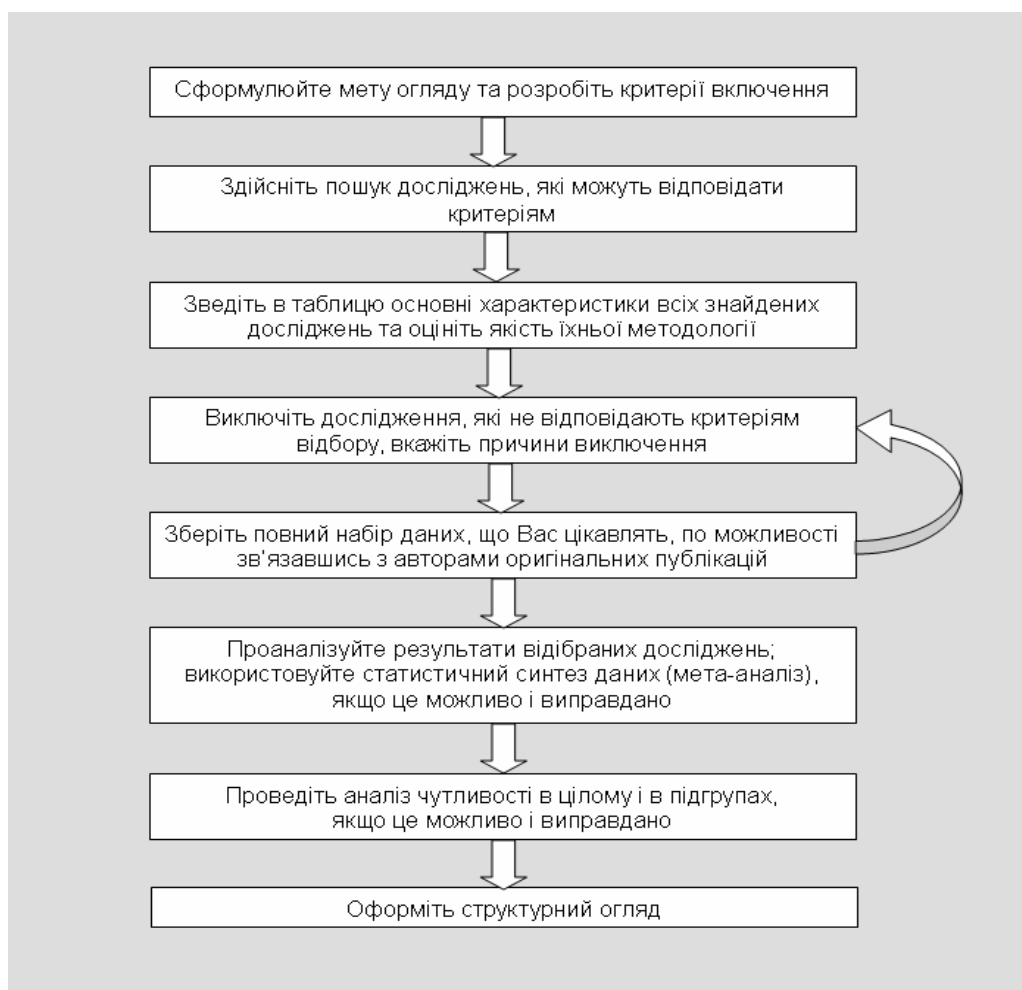 Сформулюйте мету огляду та розробіть критерії включення
Здійсніть пошук досліджень, які можуть відповідати
критеріям
Зведіть в таблицю основні характеристики всіх знайдених
досліджень та оцініть якість їхньої методології
Виключіть дослідження, які не відповідають критеріям
відбору, вкажіть причини виключення
Зберіть повний набір даних, що Вас цікавлять, по можливості
зв’язавшись з авторами оригінальних публікацій
Проаналізуйте результати відібраних досліджень;
використовуйте статистичний синтез даних (мета-аналіз),
якщо це можливо і виправдано
Проведіть аналіз чутливості в цілому і в підгрупах,
якщо це можливо і виправдано
Оформіть структурний огляд